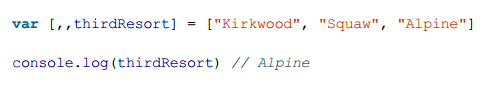 var [,,thirdResort] = ["Kirkwood", "Squaw", "Alpine"]
console.log(thirdResort) // Alpine